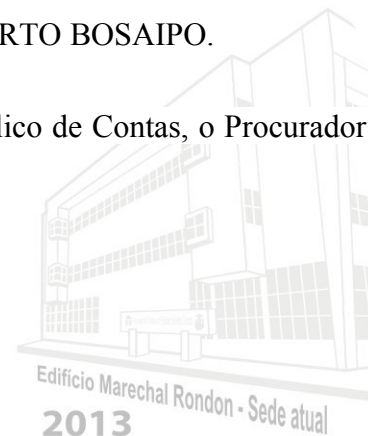 RTO BOSAIPO.
lico de Contas, o Procurador
Edifício Marechal Rondon - Sede atual
2013